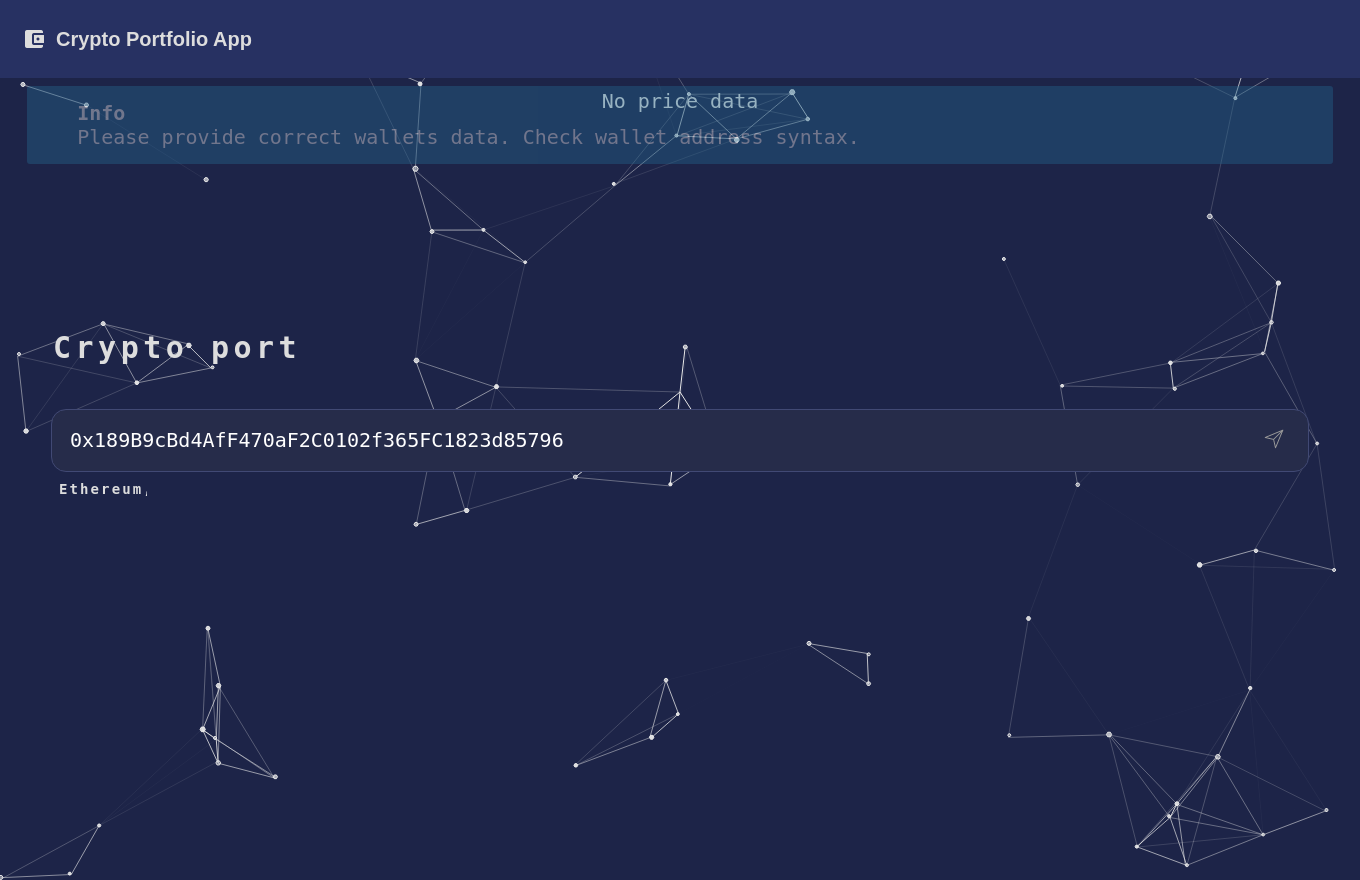 Crypto Portfolio App
No price data
Info
Please provide correct wallets data. Check wallet address syntax.
Crypto port
0x189B9cBd4AfF470aF2C0102f365FC1823d85796
Ethereum,